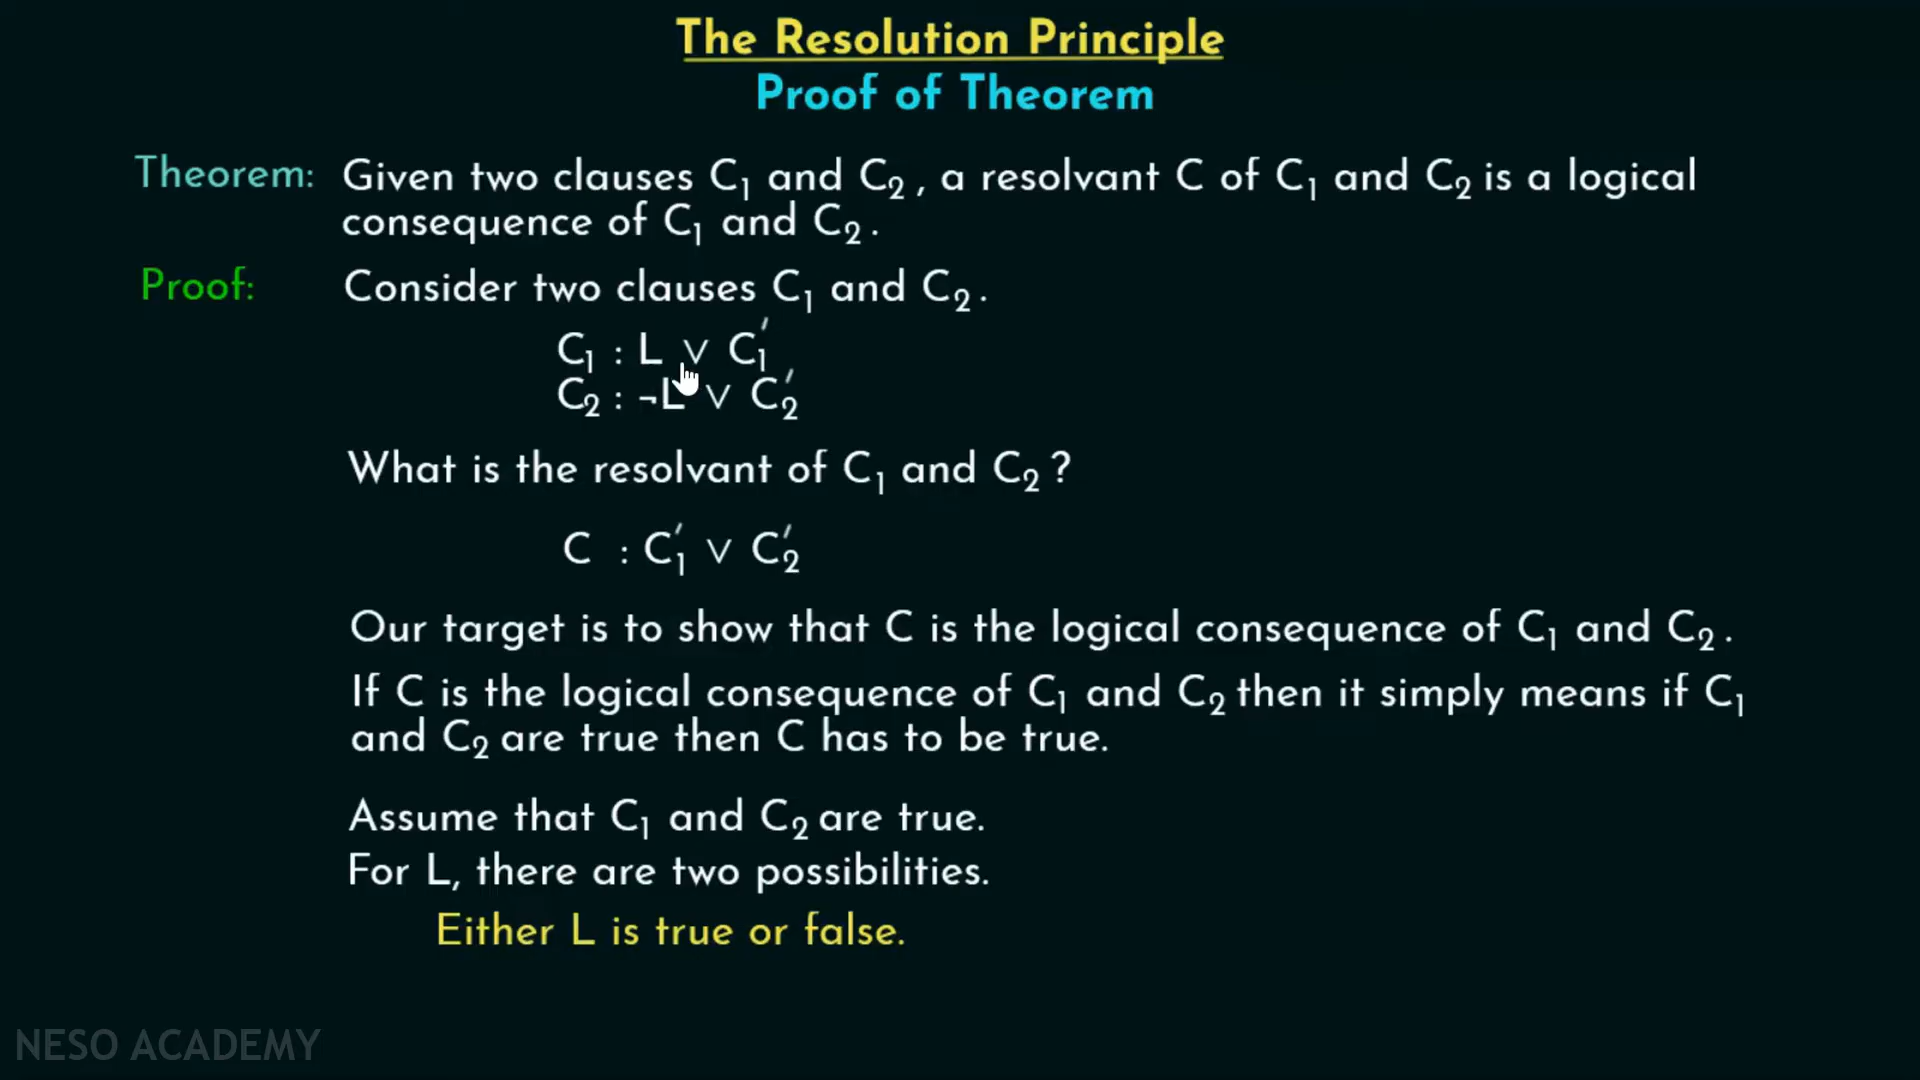 The Resolution Principle
Proof of Theorem
Theorem: Given two clauses C₁ and C₂, a resolvant C of C₁ and C₂ is a logical
consequence of C₁ and C₂.
Proof: Consider two clauses C₁ and C₂.
C₁ : L ∨ C₁′
C₂ : ¬L ∨ C₂′
What is the resolvant of C₁ and C₂ ?
C : C₁′ ∨ C₂′
Our target is to show that C is the logical consequence of C₁ and C₂.
If C is the logical consequence of C₁ and C₂ then it simply means if C₁
and C₂ are true then C has to be true.
Assume that C₁ and C₂ are true.
For L, there are two possibilities.
Either L is true or false.
NESO ACADEMY